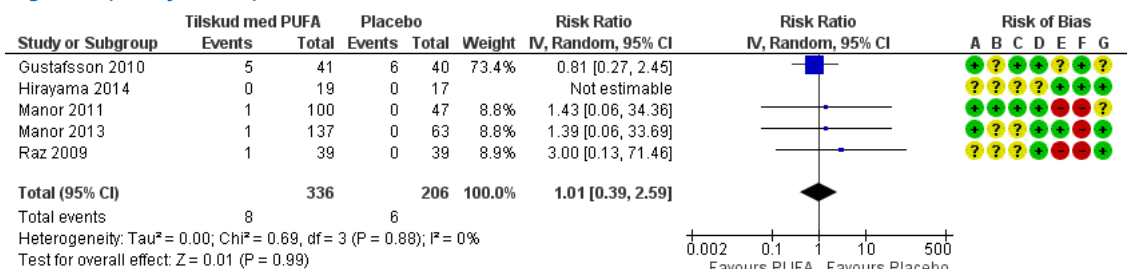 Tilskud med PUFA Placebo Risk Ratio Risk Ratio Risk of Bias
Study or Subgroup Events Total Events Total Weight IV, Random, 95% CI IV, Random, 95% CI A B C D E F G
Gustafsson 2010 5 41 6 40 73.4% 0.81 [0.27, 2.45] + ? + + ? + ?
Hirayama 2014 0 19 0 17 Not estimable ? ? ? ? + + +
Manor 2011 1 100 0 47 8.8% 1.43 [0.06, 34.36] + + + + - - ?
Manor 2013 1 137 0 63 8.8% 1.39 [0.06, 33.69] + ? ? + + - +
Raz 2009 1 39 0 39 8.9% 3.00 [0.13, 71.46] ? ? ? + - - +
Total (95% CI) 336 206 100.0% 1.01 [0.39, 2.59]
Total events 8 6
Heterogeneity: Tau² = 0.00; Chi² = 0.69, df = 3 (P = 0.88); I² = 0%
Test for overall effect: Z = 0.01 (P = 0.99)
0.002 0.1 1 10 500
Favours PUFA Favours Placebo